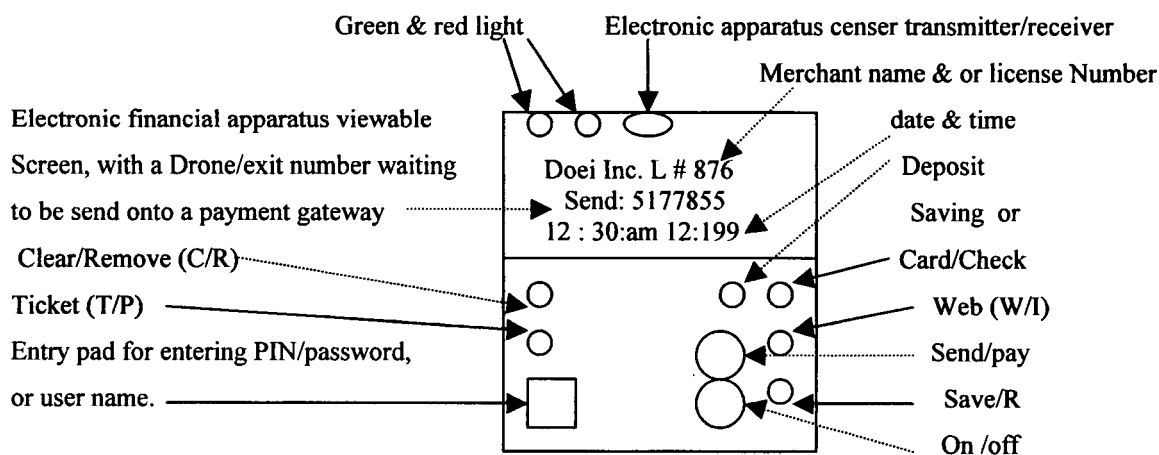 Green & red light
Electronic apparatus censer transmitter/receiver
Merchant name & or license Number
Electronic financial apparatus viewable
Screen, with a Drone/exit number waiting
to be send onto a payment gateway
Clear/Remove (C/R)
Ticket (T/P)
Entry pad for entering PIN/password,
or user name.
Doei Inc. L # 876
Send: 5177855
12 : 30:am 12:199
date & time
Deposit
Saving or
Card/Check
Web (W/I)
Send/pay
Save/R
On /off